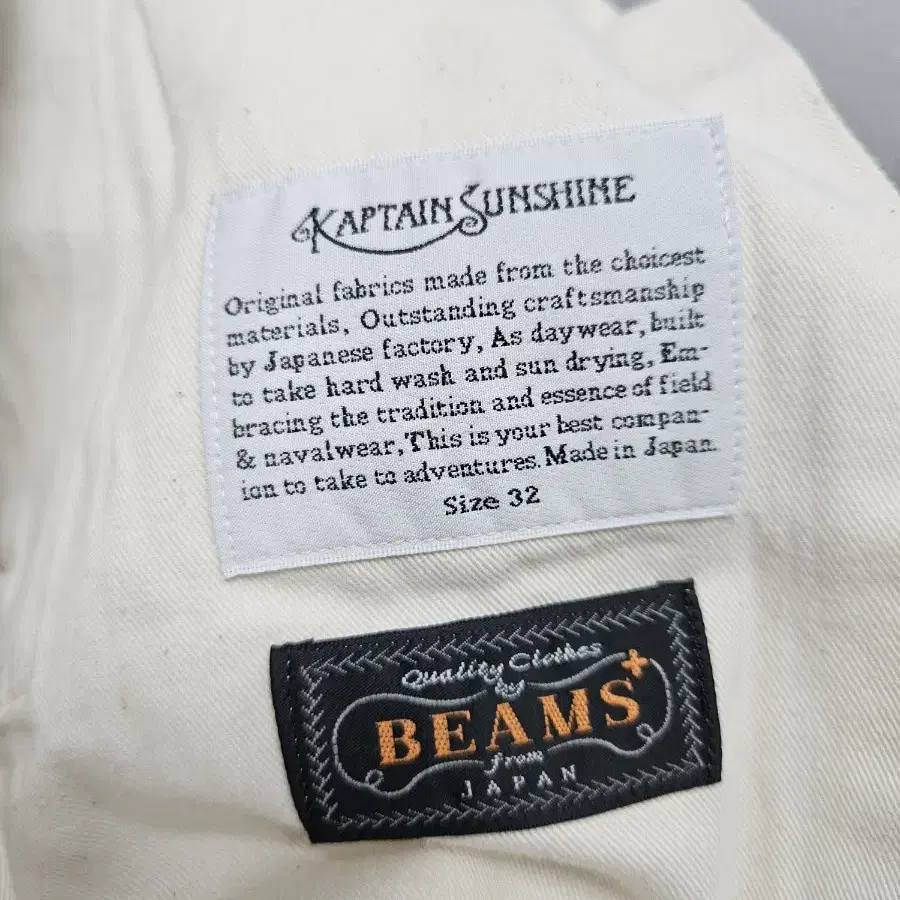 KAPTAIN SUNSHINE
Original fabrics made from the choicest
materials, Outstanding craftsmanship
by Japanese factory, As daywear, built
to take hard wash and sun drying, Em-
bracing the tradition and essence of field
& navalwear, This is your best compan-
ion to take to adventures. Made in Japan.
Size 32
Quality Clothes
by
BEAMS+
from
JAPAN